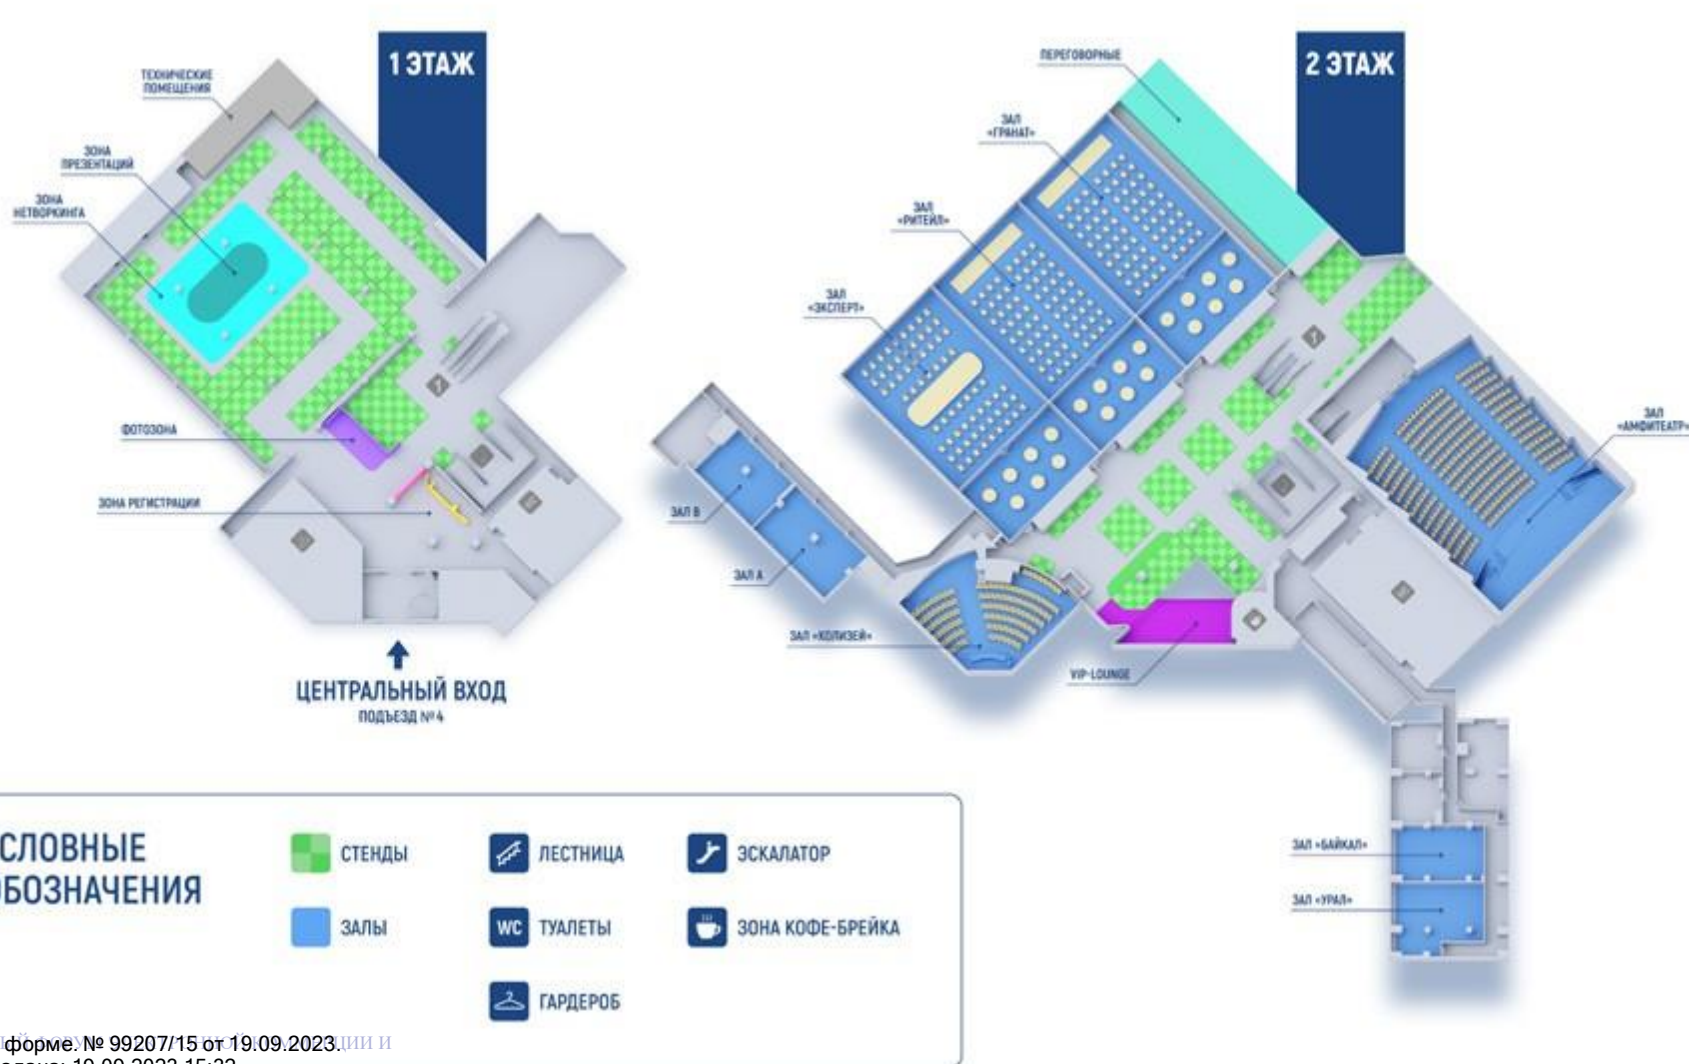 1 ЭТАЖ
ТЕХНИЧЕСКИЕ
ПОМЕЩЕНИЯ
ЗОНА
ПРЕЗЕНТАЦИЙ
ЗОНА
НЕТВОРКИНГА
ФОТОЗОНА
ЗОНА РЕГИСТРАЦИИ
ЦЕНТРАЛЬНЫЙ ВХОД
ПОДЪЕЗД №4
2 ЭТАЖ
ПЕРЕГОВОРНЫЕ
ЗАЛ
«ГРАНАТ»
ЗАЛ
«РИТЕЙЛ»
ЗАЛ
«ЭКСПЕРТ»
ЗАЛ
«АМФИТЕАТР»
ЗАЛ В
ЗАЛ А
ЗАЛ «КОЛИЗЕЙ»
VIP-LOUNGE
ЗАЛ «БАЙКАЛ»
ЗАЛ «УРАЛ»
СЛОВНЫЕ
ОБОЗНАЧЕНИЯ
СТЕНДЫ
ЗАЛЫ
ЛЕСТНИЦА
WC ТУАЛЕТЫ
ГАРДЕРОБ
ЭСКАЛАТОР
ЗОНА КОФЕ-БРЕЙКА
форме. № 99207/15 от 19.09.2023.